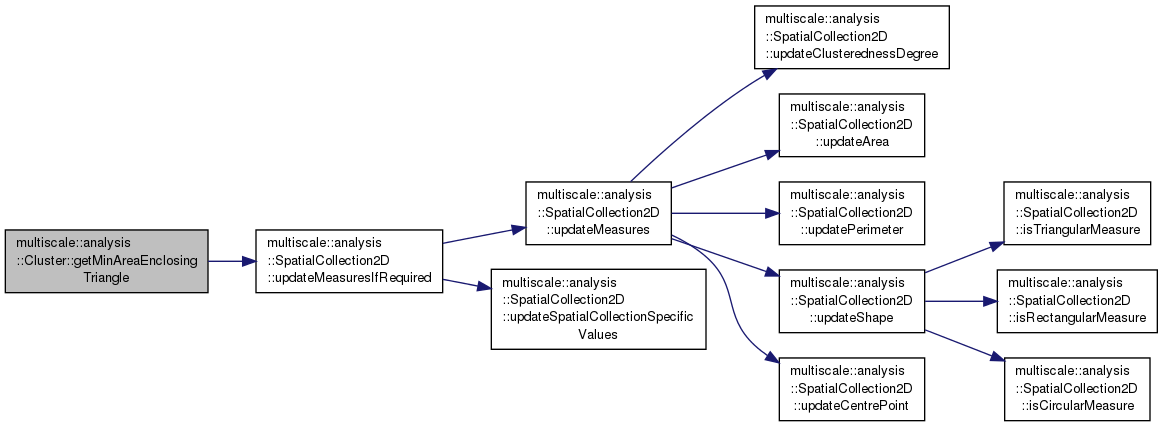 multiscale::analysis
::Cluster::getMinAreaEnclosing
Triangle
multiscale::analysis
::SpatialCollection2D
::updateMeasuresIfRequired
multiscale::analysis
::SpatialCollection2D
::updateMeasures
multiscale::analysis
::SpatialCollection2D
::updateSpatialCollectionSpecific
Values
multiscale::analysis
::SpatialCollection2D
::updateClusterednessDegree
multiscale::analysis
::SpatialCollection2D
::updateArea
multiscale::analysis
::SpatialCollection2D
::updatePerimeter
multiscale::analysis
::SpatialCollection2D
::updateShape
multiscale::analysis
::SpatialCollection2D
::updateCentrePoint
multiscale::analysis
::SpatialCollection2D
::isTriangularMeasure
multiscale::analysis
::SpatialCollection2D
::isRectangularMeasure
multiscale::analysis
::SpatialCollection2D
::isCircularMeasure